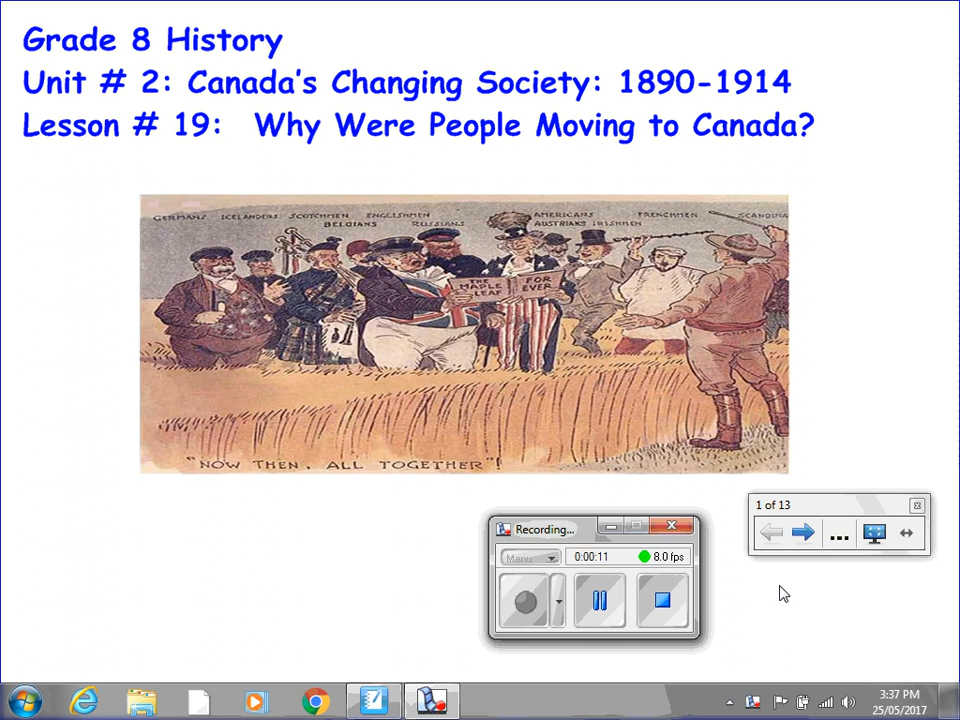 Grade 8 History
Unit # 2: Canada's Changing Society: 1890-1914
Lesson # 19: Why Were People Moving to Canada?
GERMANS ICELANDERS SCOTCHMEN ENGLISHMEN AMERICANS FRENCHMEN SCANDINA
BELGIANS RUSSIANS AUSTRIANS IRISHMEN
THE MAPLE LEAF FOR EVER
"NOW THEN, ALL TOGETHER"!
1 of 13
...
Recording...
Menu 0:00:11 8.0 fps
3:37 PM
25/05/2017